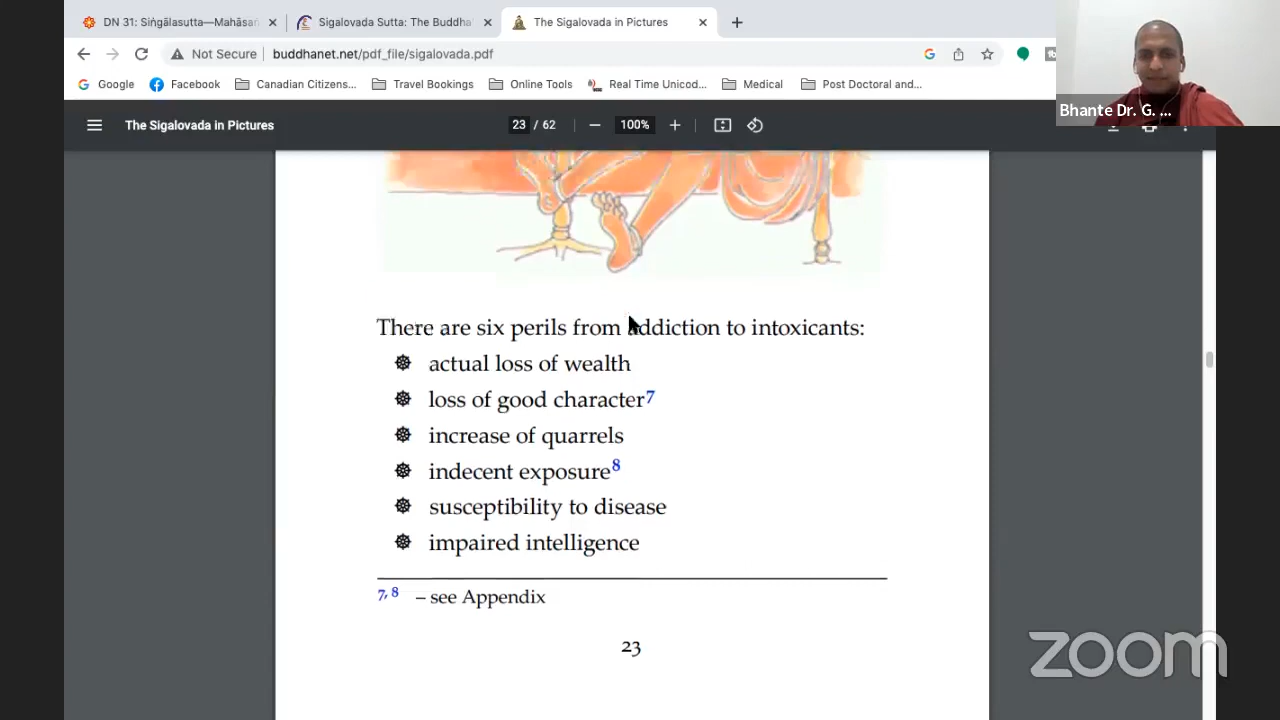 DN 31: Siṅgālasutta—Mahāsaṅ
Sigalovada Sutta: The Buddha'
The Sigalovada in Pictures
Not Secure
buddhanet.net/pdf_file/sigalovada.pdf
Google
Facebook
Canadian Citizens...
Travel Bookings
Online Tools
Real Time Unicod...
Medical
Post Doctoral and...
Bhante Dr. G. ...
The Sigalovada in Pictures
23 / 62
100%
There are six perils from addiction to intoxicants:
actual loss of wealth
loss of good character7
increase of quarrels
indecent exposure8
susceptibility to disease
impaired intelligence
7, 8 – see Appendix
23
zoom